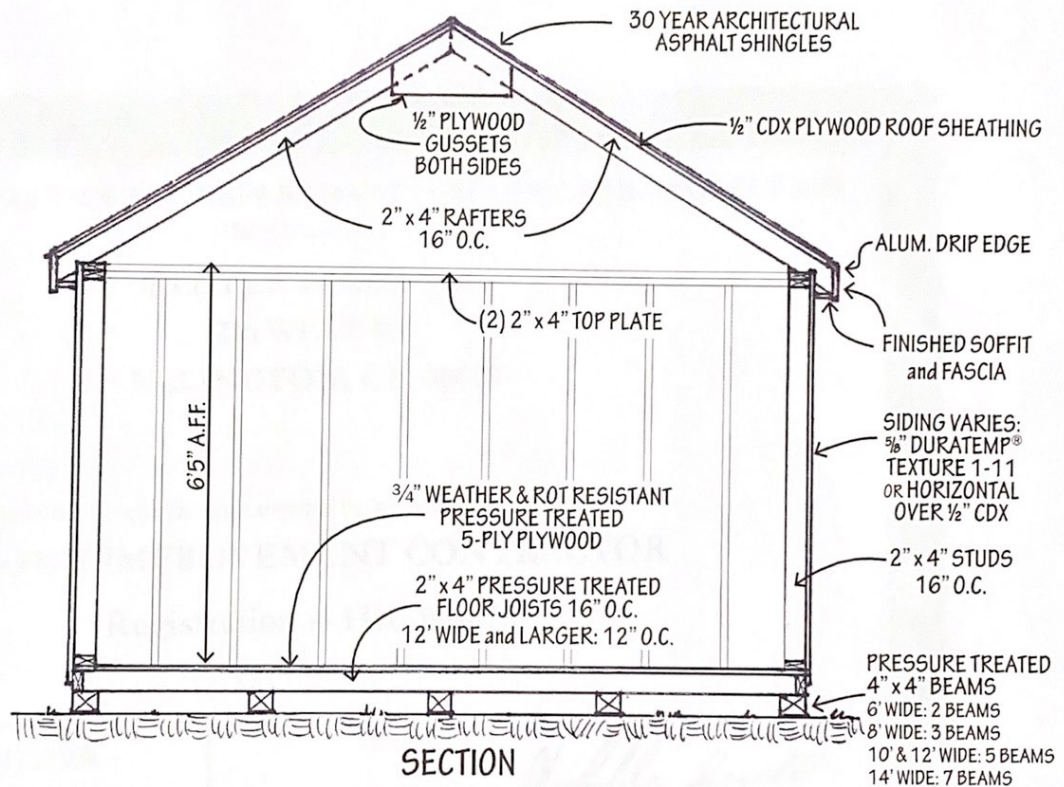 30 YEAR ARCHITECTURAL
ASPHALT SHINGLES
½" PLYWOOD
GUSSETS
BOTH SIDES
½" CDX PLYWOOD ROOF SHEATHING
2" x 4" RAFTERS
16" O.C.
ALUM. DRIP EDGE
(2) 2" x 4" TOP PLATE
FINISHED SOFFIT
and FASCIA
6'5" A.F.F.
SIDING VARIES:
⅝" DURATEMP®
TEXTURE 1-11
OR HORIZONTAL
OVER ½" CDX
¾" WEATHER & ROT RESISTANT
PRESSURE TREATED
5-PLY PLYWOOD
2" x 4" STUDS
16" O.C.
2" x 4" PRESSURE TREATED
FLOOR JOISTS 16" O.C.
12' WIDE and LARGER: 12" O.C.
PRESSURE TREATED
4" x 4" BEAMS
6' WIDE: 2 BEAMS
8' WIDE: 3 BEAMS
10' & 12' WIDE: 5 BEAMS
14' WIDE: 7 BEAMS
SECTION